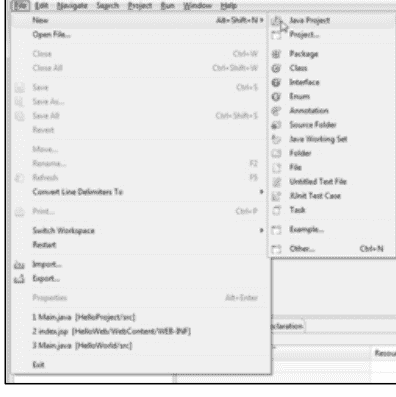 File Edit Navigate Search Project Run Window Help
New Alt+Shift+N
Open File...
Close Ctrl+W
Close All Ctrl+Shift+W
Save Ctrl+S
Save As...
Save All Ctrl+Shift+S
Revert
Move...
Rename... F2
Refresh F5
Convert Line Delimiters To
Print... Ctrl+P
Switch Workspace
Restart
Import...
Export...
Properties Alt+Enter
1 Main.java [HelloProject/src]
2 index.jsp [HelloWeb/WebContent/WEB-INF]
3 Main.java [HelloWorld/src]
Exit
Java Project
Project...
Package
Class
Interface
Enum
Annotation
Source Folder
Java Working Set
Folder
File
Untitled Text File
JUnit Test Case
Task
Example...
Other... Ctrl+N
claration
Resou